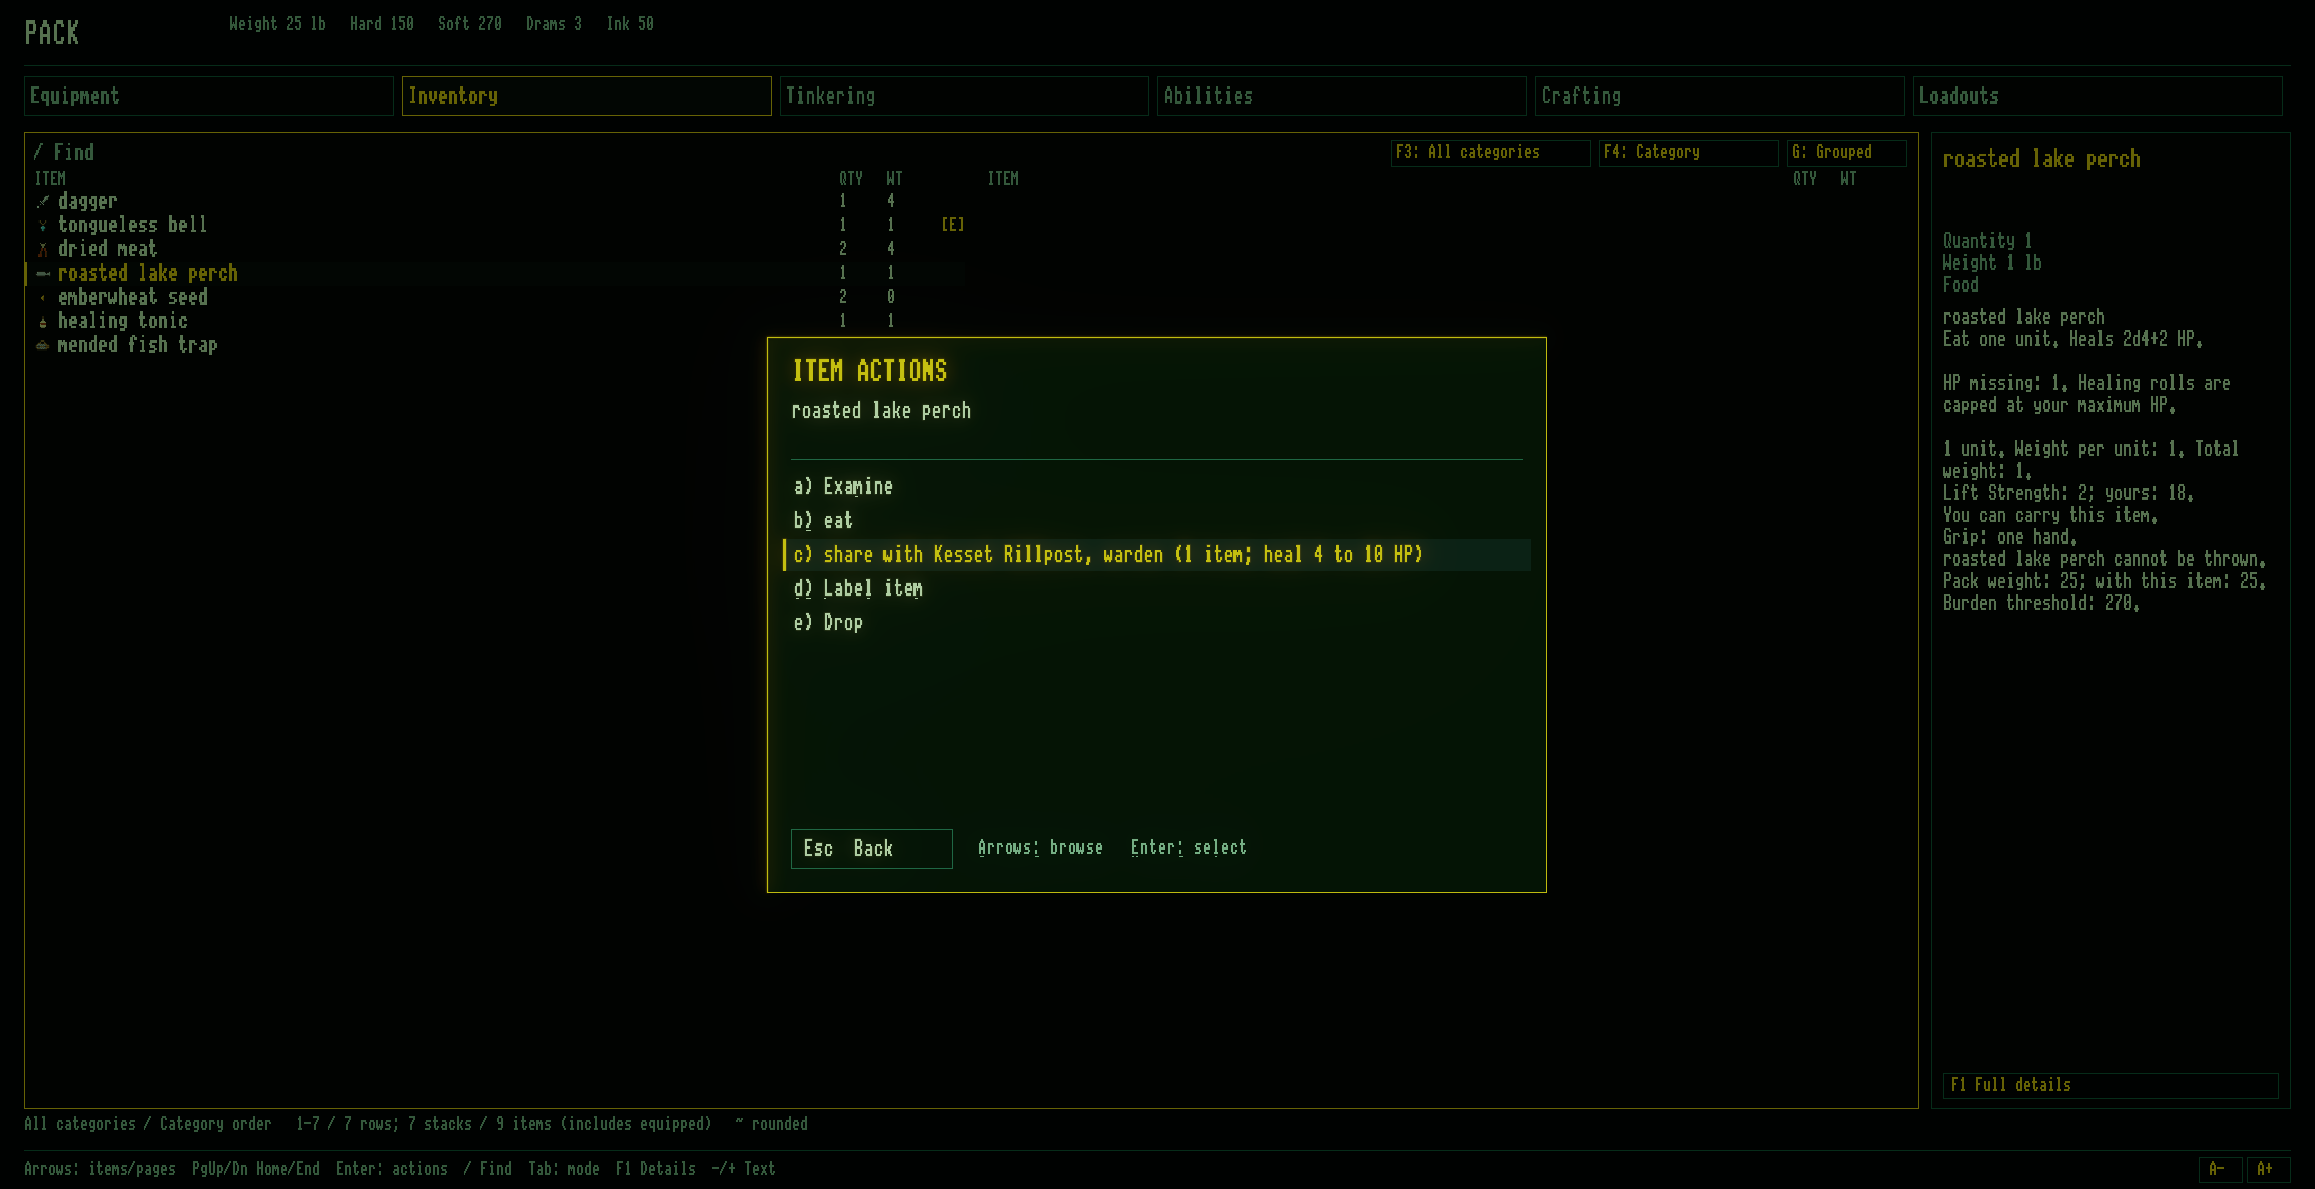 PACK
Weight 25 lb Hard 150 Soft 270 Drams 3 Ink 50
Equipment
Inventory
Tinkering
Abilities
Crafting
Loadouts
/ Find
F3: All categories
F4: Category
G: Grouped
ITEM QTY WT ITEM QTY WT
dagger 1 4
tongueless bell 1 1 [E]
dried meat 2 4
roasted lake perch 1 1
emberwheat seed 2 0
healing tonic 1 1
mended fish trap
ITEM ACTIONS
roasted lake perch
a) Examine
b) eat
c) share with Kesset Rillpost, warden (1 item; heal 4 to 10 HP)
d) Label item
e) Drop
Esc Back
Arrows: browse Enter: select
roasted lake perch
Quantity 1
Weight 1 lb
Food
roasted lake perch
Eat one unit. Heals 2d4+2 HP.
HP missing: 1. Healing rolls are
capped at your maximum HP.
1 unit. Weight per unit: 1. Total
weight: 1.
Lift Strength: 2; yours: 18.
You can carry this item.
Grip: one hand.
roasted lake perch cannot be thrown.
Pack weight: 25; with this item: 25.
Burden threshold: 270.
F1 Full details
All categories / Category order 1-7 / 7 rows; 7 stacks / 9 items (includes equipped) ~ rounded
Arrows: items/pages PgUp/Dn Home/End Enter: actions / Find Tab: mode F1 Details -/+ Text
A-
A+